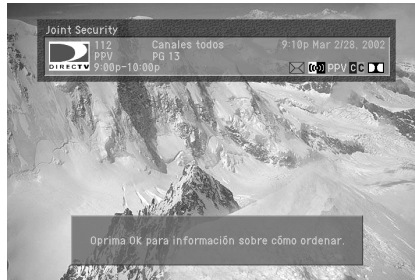 Joint Security
112 Canales todos 9:10p Mar 2/28, 2002
PPV PG 13
DIRECTV 9:00p-10:00p PPV CC
Oprima Ok para información sobre cómo ordenar.